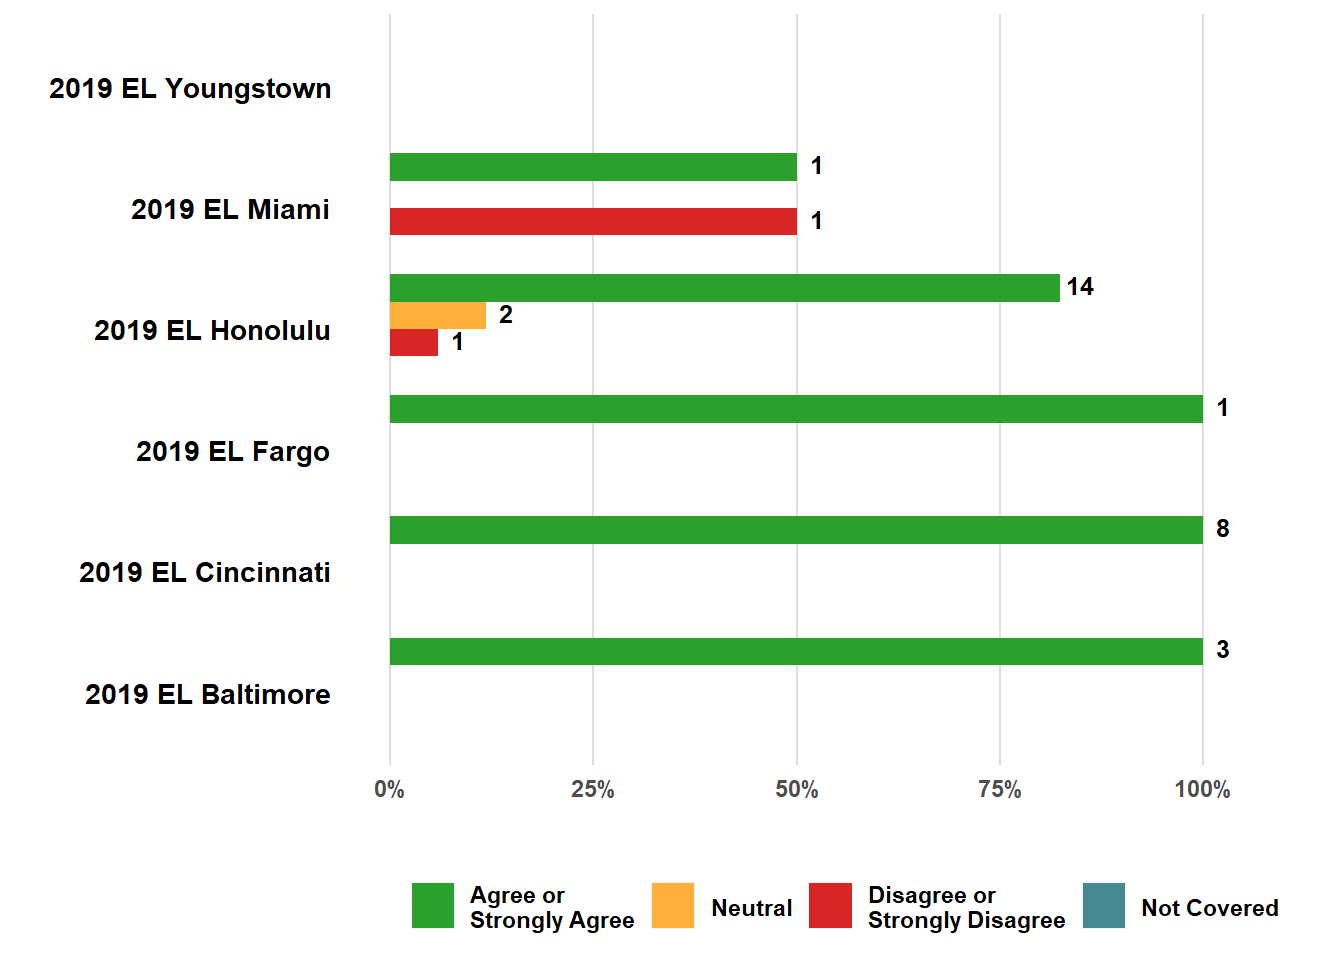 2019 EL Youngstown
1
2019 EL Miami
1
14
2
2019 EL Honolulu
1
1
2019 EL Fargo
8
2019 EL Cincinnati
3
2019 EL Baltimore
0%
25%
50%
75%
100%
Agree or
Strongly Agree
Neutral
Disagree or
Strongly Disagree
Not Covered